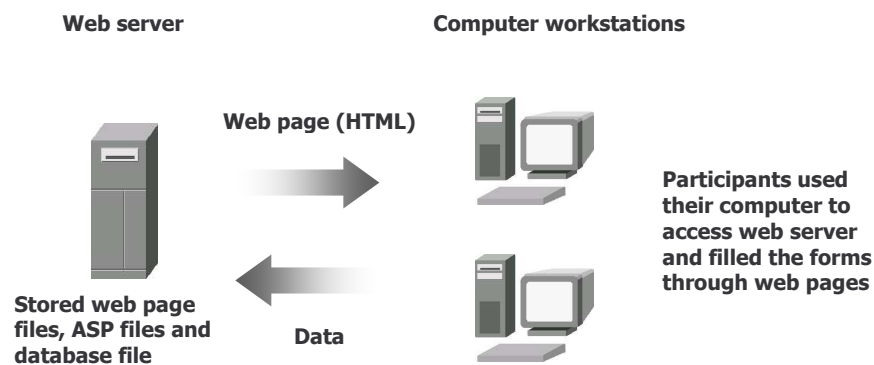 Web server
Computer workstations
Web page (HTML)
Participants used
their computer to
access web server
and filled the forms
through web pages
Stored web page
files, ASP files and
database file
Data